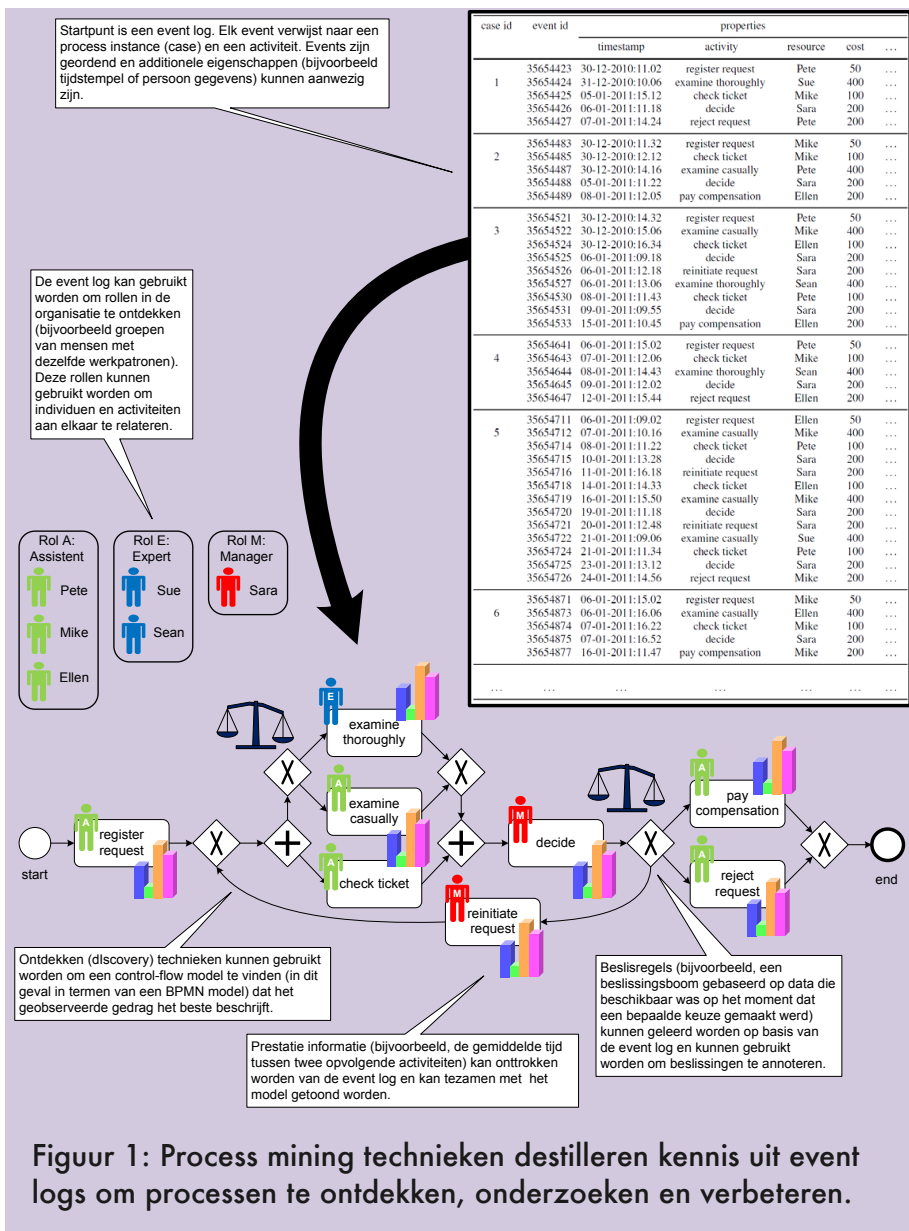 Startpunt is een event log. Elk event verwijst naar een
process instance (case) en een activiteit. Events zijn
geordend en additionele eigenschappen (bijvoorbeeld
tijdstempel of persoon gegevens) kunnen aanwezig
zijn.
case id event id properties
timestamp activity resource cost …
35654423 30-12-2010:11.02 register request Pete 50 …
1 35654424 31-12-2010:10.06 examine thoroughly Sue 400 …
35654425 05-01-2011:15.12 check ticket Mike 100 …
35654426 06-01-2011:11.18 decide Sara 200 …
35654427 07-01-2011:14.24 reject request Pete 200 …
35654483 30-12-2010:11.32 register request Mike 50 …
2 35654485 30-12-2010:12.12 check ticket Mike 100 …
35654487 30-12-2010:14.16 examine casually Pete 400 …
35654488 05-01-2011:11.22 decide Sara 200 …
35654489 08-01-2011:12.05 pay compensation Ellen 200 …
35654521 30-12-2010:14.32 register request Pete 50 …
3 35654522 30-12-2010:15.06 examine casually Mike 400 …
35654524 30-12-2010:16.34 check ticket Ellen 100 …
35654525 06-01-2011:09.18 decide Sara 200 …
35654526 06-01-2011:12.18 reinitiate request Sara 200 …
35654527 06-01-2011:13.06 examine thoroughly Sean 400 …
35654530 08-01-2011:11.43 check ticket Pete 100 …
35654531 09-01-2011:09.55 decide Sara 200 …
35654533 15-01-2011:10.45 pay compensation Ellen 200 …
35654641 06-01-2011:15.02 register request Pete 50 …
4 35654643 07-01-2011:12.06 check ticket Mike 100 …
35654644 08-01-2011:14.43 examine thoroughly Sean 400 …
35654645 09-01-2011:12.02 decide Sara 200 …
35654647 12-01-2011:15.44 reject request Ellen 200 …
35654711 06-01-2011:09.02 register request Ellen 50 …
5 35654712 07-01-2011:10.16 examine casually Mike 400 …
35654714 08-01-2011:11.22 check ticket Pete 100 …
35654715 10-01-2011:13.28 decide Sara 200 …
35654716 11-01-2011:16.18 reinitiate request Sara 200 …
35654718 14-01-2011:14.33 check ticket Ellen 100 …
35654719 16-01-2011:15.50 examine casually Mike 400 …
35654720 19-01-2011:11.18 decide Sara 200 …
35654721 20-01-2011:12.48 reinitiate request Sara 200 …
35654722 21-01-2011:09.06 examine casually Sue 400 …
35654724 21-01-2011:11.34 check ticket Pete 100 …
35654725 23-01-2011:13.12 decide Sara 200 …
35654726 24-01-2011:14.56 reject request Mike 200 …
35654871 06-01-2011:15.02 register request Mike 50 …
6 35654873 06-01-2011:16.06 examine casually Ellen 400 …
35654874 07-01-2011:16.22 check ticket Mike 100 …
35654875 07-01-2011:16.52 decide Sara 200 …
35654877 16-01-2011:11.47 pay compensation Mike 200 …
… … … … … … …
De event log kan gebruikt
worden om rollen in de
organisatie te ontdekken
(bijvoorbeeld groepen
van mensen met
dezelfde werkpatronen).
Deze rollen kunnen
gebruikt worden om
individuen en activiteiten
aan elkaar te relateren.
Rol A:
Assistent
Pete
Mike
Ellen
Rol E:
Expert
Sue
Sean
Rol M:
Manager
Sara
start
A
register
request
X
+
X
E
examine
thoroughly
A
examine
casually
A
check ticket
X
+
M
decide
M
reinitiate
request
X
A
pay
compensation
A
reject
request
X
end
Ontdekken (dIscovery) technieken kunnen gebruikt
worden om een control-flow model te vinden (in dit
geval in termen van een BPMN model) dat het
geobserveerde gedrag het beste beschrijft.
Prestatie informatie (bijvoorbeeld, de gemiddelde tijd
tussen twee opvolgende activiteiten) kan onttrokken
worden van de event log en kan tezamen met het
model getoond worden.
Beslisregels (bijvoorbeeld, een
beslissingsboom gebaseerd op data die
beschikbaar was op het moment dat
een bepaalde keuze gemaakt werd)
kunnen geleerd worden op basis van
de event log en kunnen gebruikt
worden om beslissingen te annoteren.
Figuur 1: Process mining technieken destilleren kennis uit event
logs om processen te ontdekken, onderzoeken en verbeteren.